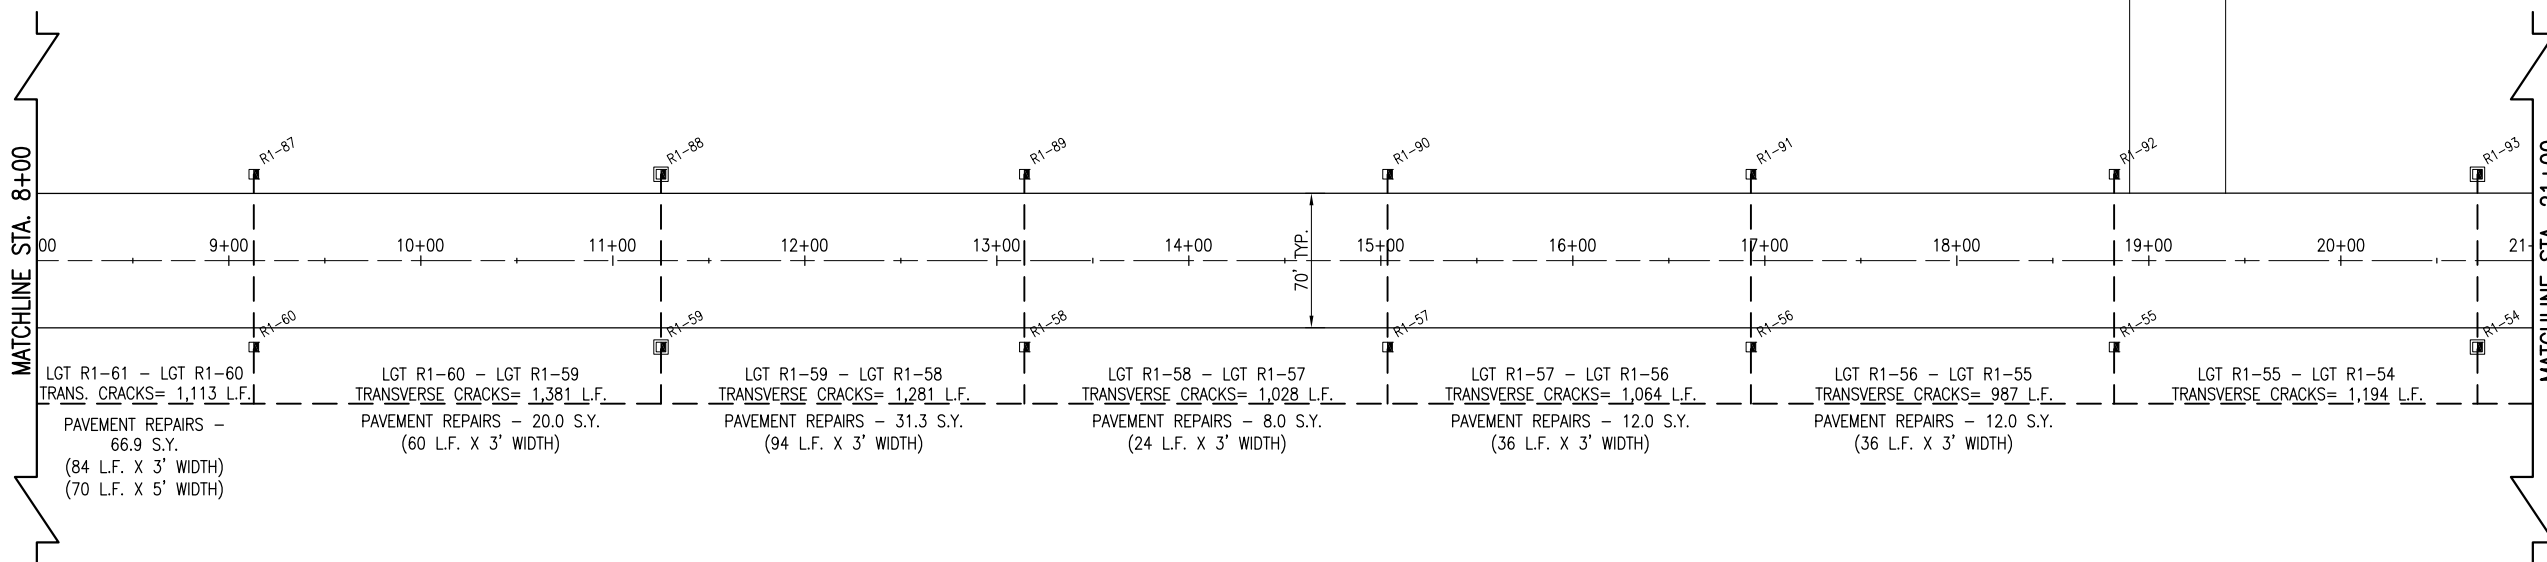 MATCHLINE STA. 8+00
R1-87
R1-88
R1-89
R1-90
R1-91
R1-92
R1-93
00
9+00
10+00
11+00
12+00
13+00
14+00
15+00
16+00
17+00
18+00
19+00
20+00
21
70' TYP.
R1-60
R1-59
R1-58
R1-57
R1-56
R1-55
R1-54
LGT R1-61 - LGT R1-60
TRANS. CRACKS= 1,113 L.F.
PAVEMENT REPAIRS -
66.9 S.Y.
(84 L.F. X 3' WIDTH)
(70 L.F. X 5' WIDTH)
LGT R1-60 - LGT R1-59
TRANSVERSE CRACKS= 1,381 L.F.
PAVEMENT REPAIRS - 20.0 S.Y.
(60 L.F. X 3' WIDTH)
LGT R1-59 - LGT R1-58
TRANSVERSE CRACKS= 1,281 L.F.
PAVEMENT REPAIRS - 31.3 S.Y.
(94 L.F. X 3' WIDTH)
LGT R1-58 - LGT R1-57
TRANSVERSE CRACKS= 1,028 L.F.
PAVEMENT REPAIRS - 8.0 S.Y.
(24 L.F. X 3' WIDTH)
LGT R1-57 - LGT R1-56
TRANSVERSE CRACKS= 1,064 L.F.
PAVEMENT REPAIRS - 12.0 S.Y.
(36 L.F. X 3' WIDTH)
LGT R1-56 - LGT R1-55
TRANSVERSE CRACKS= 987 L.F.
PAVEMENT REPAIRS - 12.0 S.Y.
(36 L.F. X 3' WIDTH)
LGT R1-55 - LGT R1-54
TRANSVERSE CRACKS= 1,194 L.F.
MATCHLINE STA. 21+00